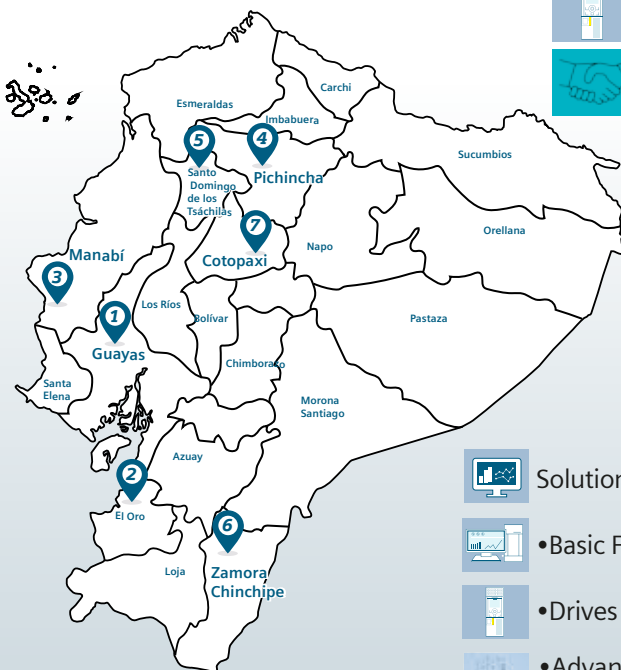 Carchi
Esmeraldas
Imbabuera
5
4
Sucumbios
Santo
Domingo
de los
Tsáchilas
Pichincha
7
Orellana
Napo
Manabí
Cotopaxi
3
Los Ríos
1
Bolívar
Pastaza
Guayas
Chimborazo
Santa
Elena
Morona
Santiago
Azuay
2
Solution
El Oro
6
•Basic F
Loja
Zamora
Chinchipe
•Drives
•Advan